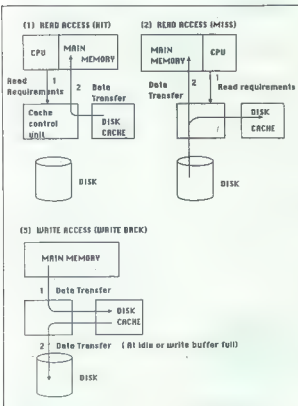 (1) READ ACCESS (HIT)
CPU
MAIN
MEMORY
Read
Requirements
1
2
Data
Transfer
Cache
control
unit
DISK
CACHE
DISK
(2) READ ACCESS (MISS)
MAIN
MEMORY
CPU
Data
Transfer
2
1
Read requirements
DISK
CACHE
DISK
(3) WRITE ACCESS (WRITE BACK)
MAIN MEMORY
1 Data Transfer
DISK
CACHE
2 Data Transfer (At idle or write buffer full)
DISK